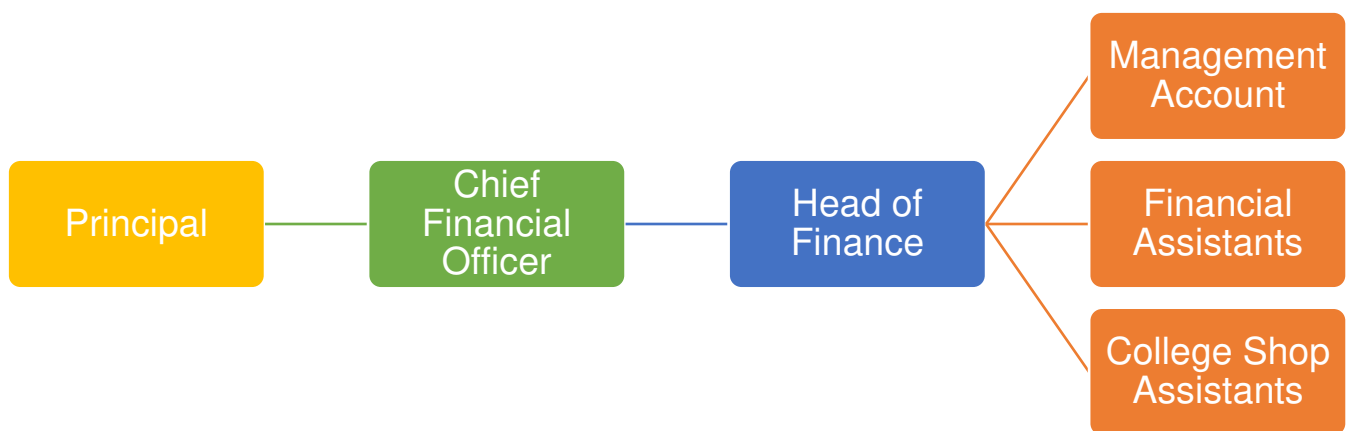 Principal
Chief
Financial
Officer
Head of
Finance
Management
Account
Financial
Assistants
College Shop
Assistants